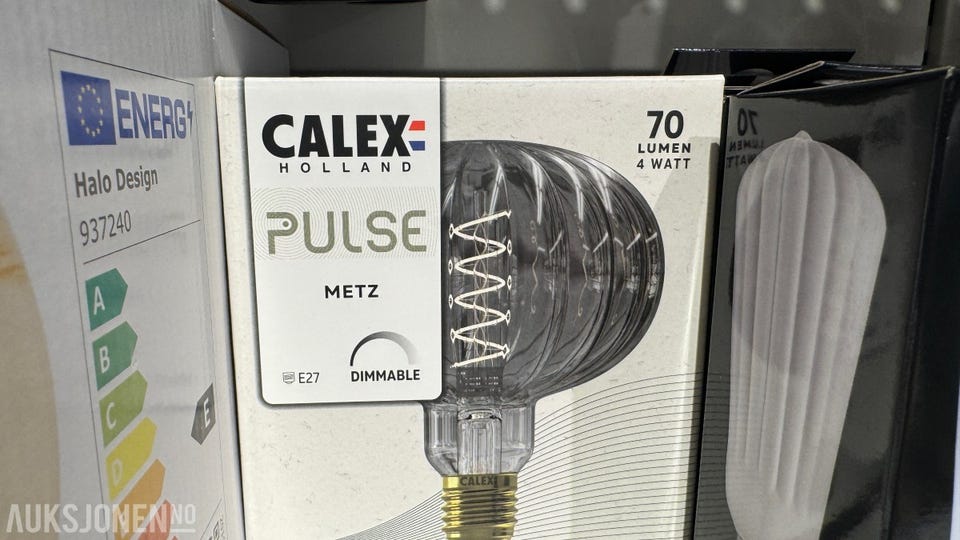 ENERG
Halo Design
937240
A
B
C
D
E
CALEX
HOLLAND
PULSE
METZ
E27
DIMMABLE
70
LUMEN
4 WATT
CALEX
70
LUMEN
WATT
AUKSJONEN.NO